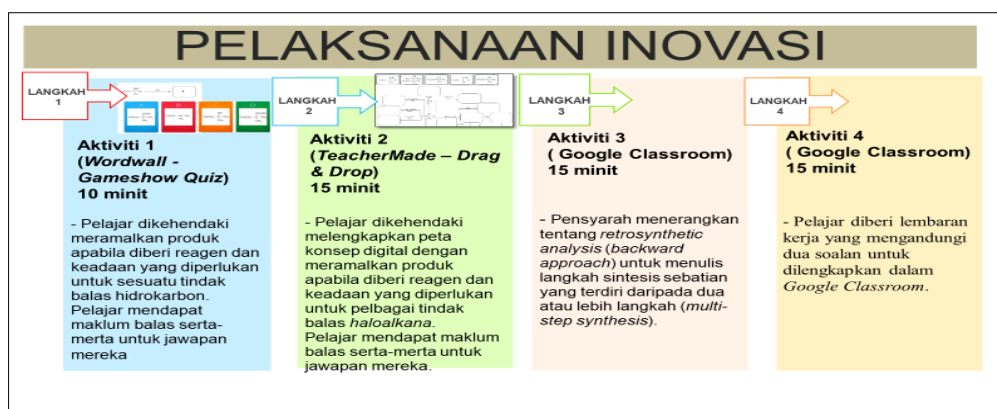 PELAKSANAAN INOVASI
LANGKAH
1
Aktiviti 1
(Wordwall -
Gameshow Quiz)
10 minit
- Pelajar dikehendaki
meramalkan produk
apabila diberi reagen dan
keadaan yang diperlukan
untuk sesuatu tindak
balas hidrokarbon.
Pelajar mendapat
maklum balas serta-
merta untuk jawapan
mereka
LANGKAH
2
Aktiviti 2
(TeacherMade – Drag
& Drop)
15 minit
- Pelajar dikehendaki
melengkapkan peta
konsep digital dengan
meramalkan produk
apabila diberi reagen dan
keadaan yang diperlukan
untuk pelbagai tindak
balas haloalkana.
Pelajar mendapat maklum
balas serta-merta untuk
jawapan mereka.
LANGKAH
3
Aktiviti 3
( Google Classroom)
15 minit
- Pensyarah menerangkan
tentang retrosynthetic
analysis (backward
approach) untuk menulis
langkah sintesis sebatian
yang terdiri daripada dua
atau lebih langkah (multi-
step synthesis).
LANGKAH
4
Aktiviti 4
( Google Classroom)
15 minit
- Pelajar diberi lembaran
kerja yang mengandungi
dua soalan untuk
dilengkapkan dalam
Google Classroom.